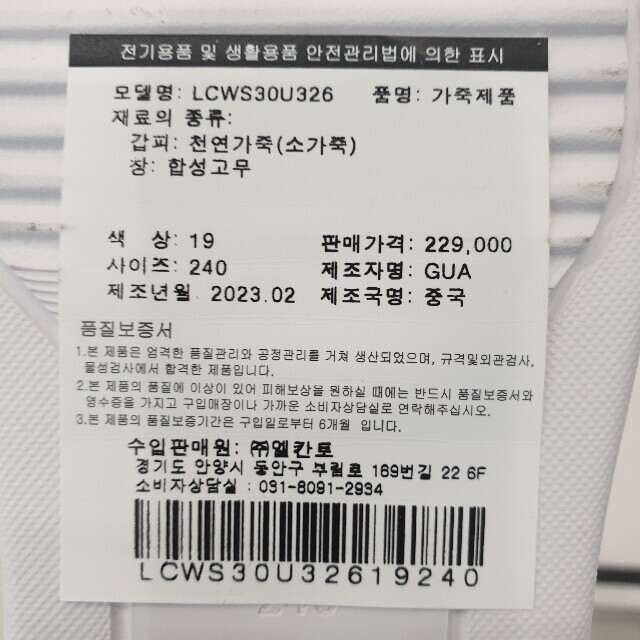 전기용품 및 생활용품 안전관리법에 의한 표시
모델명: LCWS30U326 품명: 가죽제품
재료의 종류:
갑피: 천연가죽(소가죽)
창: 합성고무
색 상: 19 판매가격: 229,000
사이즈: 240 제조자명: GUA
제조년월. 2023.02 제조국명: 중국
품질보증서
1.본 제품은 엄격한 품질관리와 공정관리를 거쳐 생산되었으며, 규격및외관검사,
물성검사에서 합격한 제품입니다.
2.본 제품의 품질에 이상이 있어 피해보상을 원하실 때에는 반드시 품질보증서와
영수증을 가지고 구입매장이나 가까운 소비자상담실로 연락해주십시오.
3.본 제품의 품질보증기간은 구입일로부터 6개월 입니다.
수입판매원: ㈜엘칸토
경기도 안양시 동안구 부림로 169번길 22 6F
소비자상담실 : 031-8091-2934
LCWS30U32619240